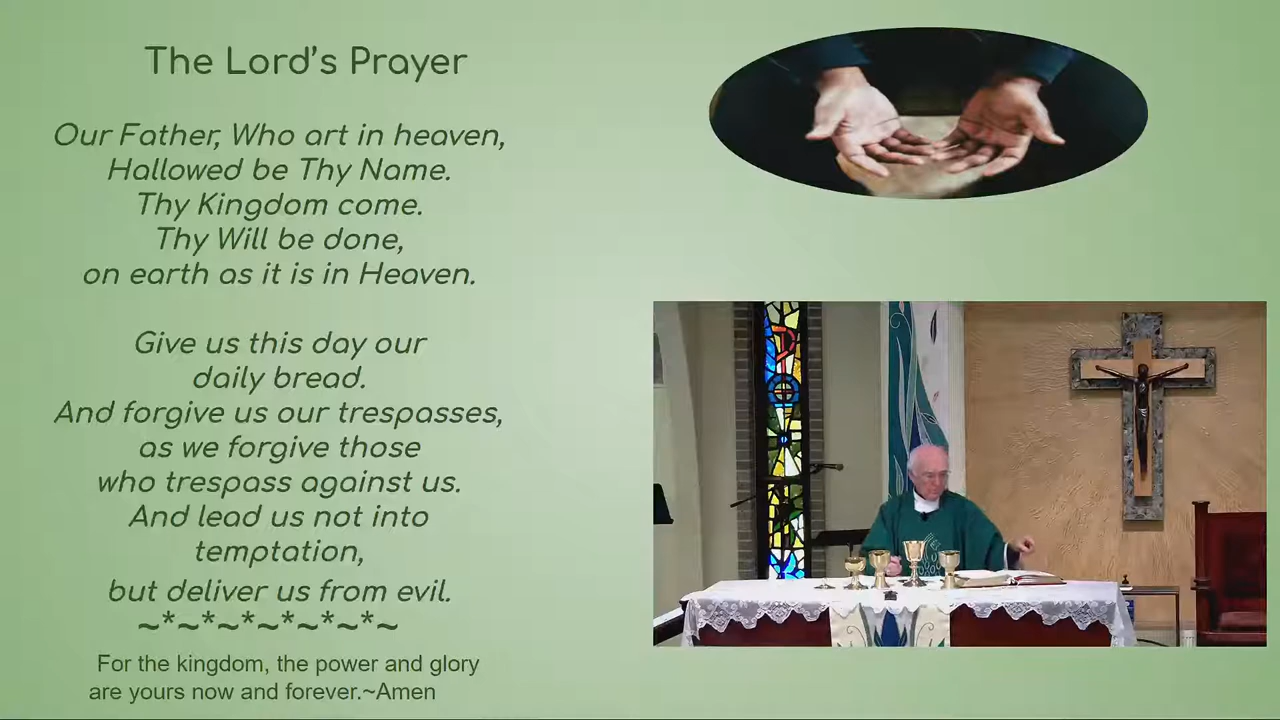 The Lord's Prayer
Our Father, Who art in heaven,
Hallowed be Thy Name.
Thy Kingdom come.
Thy Will be done,
on earth as it is in Heaven.
Give us this day our
daily bread.
And forgive us our trespasses,
as we forgive those
who trespass against us.
And lead us not into
temptation,
but deliver us from evil.
~*~*~*~*~*~*~
For the kingdom, the power and glory
are yours now and forever.~Amen